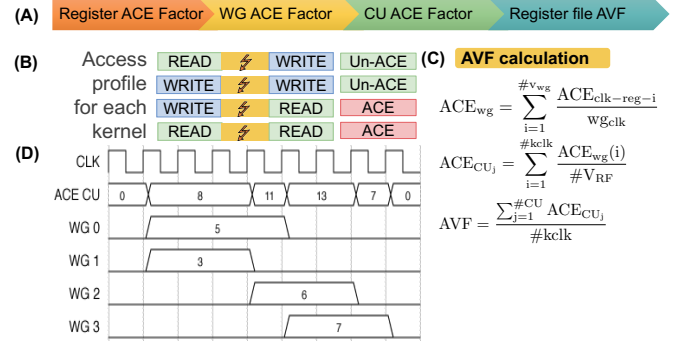 (A) Register ACE Factor WG ACE Factor CU ACE Factor Register file AVF
(B) Access READ WRITE Un-ACE
profile WRITE WRITE Un-ACE
for each WRITE READ ACE
kernel READ READ ACE
(C) AVF calculation
ACE_wg = ∑_{i=1}^{#v_wg} ACE_clk−reg−i / wg_clk
ACE_CU_j = ∑_{i=1}^{#kclk} ACE_wg(i) / #V_RF
AVF = ∑_{j=1}^{#CU} ACE_CU_j / #kclk
(D)
CLK
ACE CU 0 8 11 13 7 0
WG 0 5
WG 1 3
WG 2 6
WG 3 7